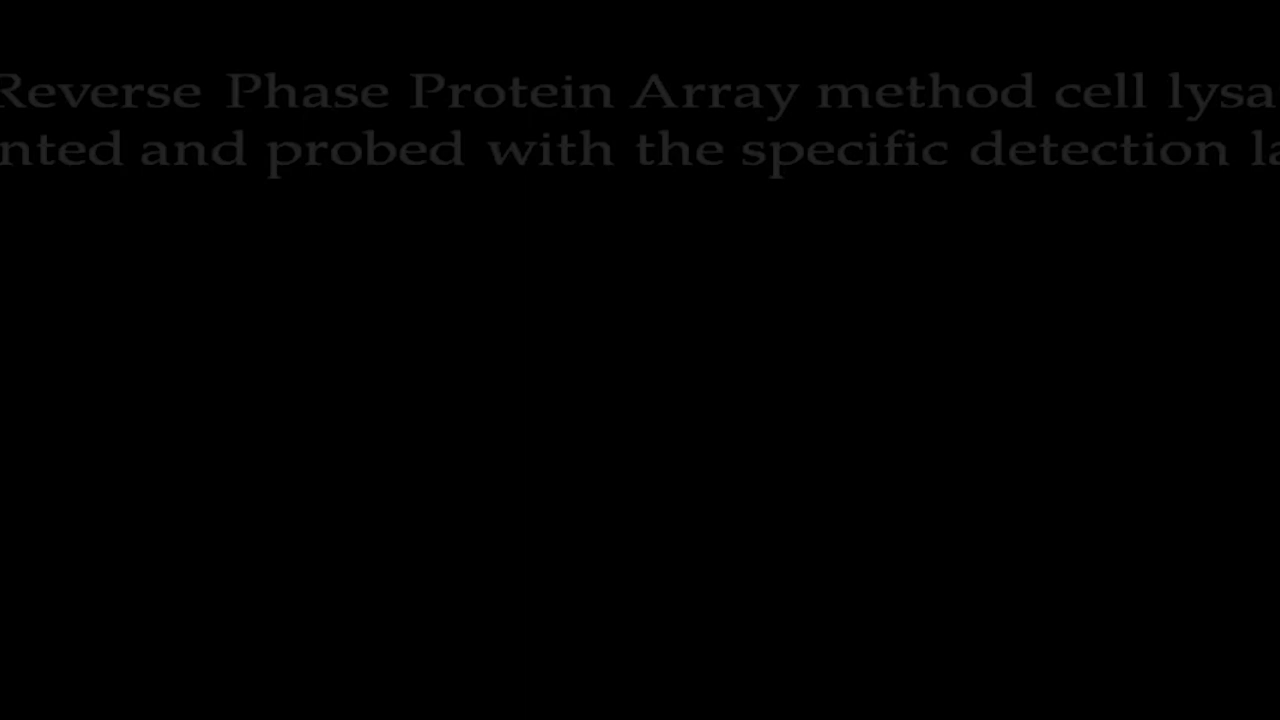 Reverse Phase Protein Array method cell lysa
nted and probed with the specific detection la